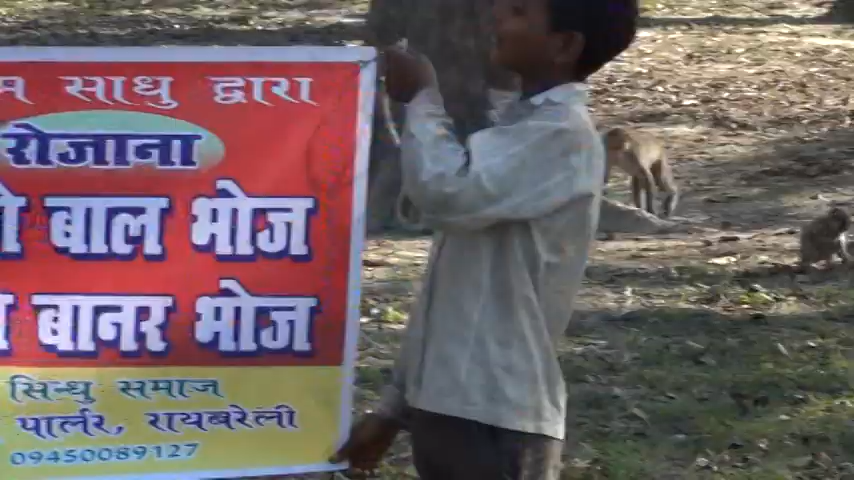 साधु द्वारा
रोजाना
बाल भोज
बानर भोज
सिन्धु समाज
पार्लर, रायबरेली
09450089127